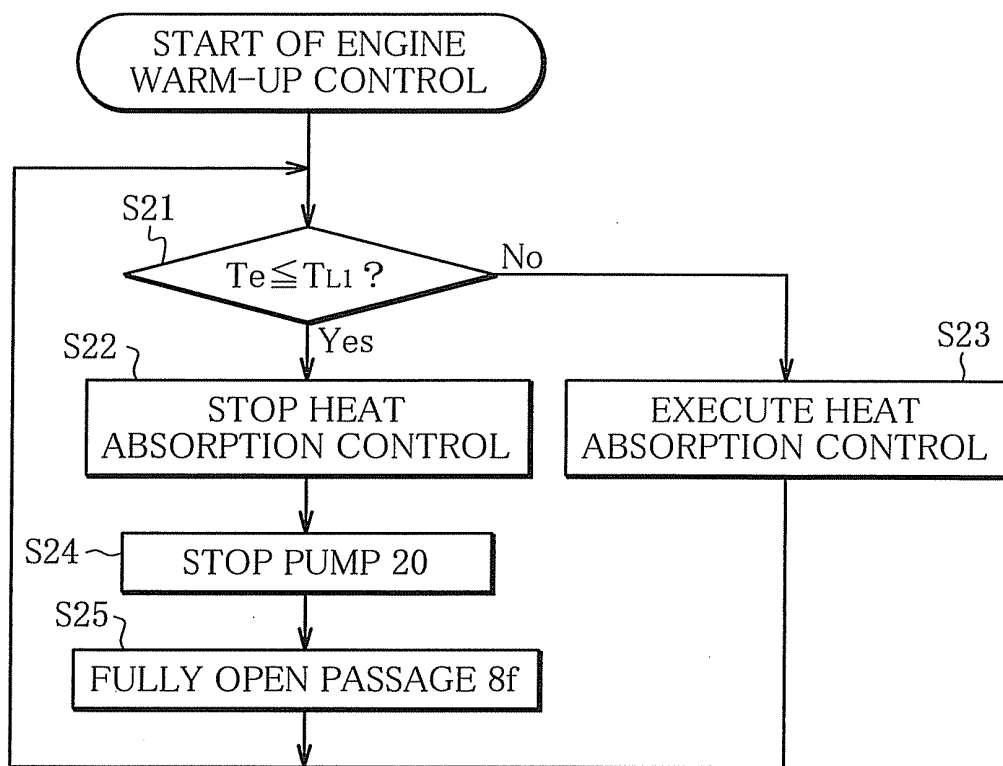 START OF ENGINE
WARM-UP CONTROL
S21
Te≦TL1 ?
No
Yes
S22
STOP HEAT
ABSORPTION CONTROL
S23
EXECUTE HEAT
ABSORPTION CONTROL
S24
STOP PUMP 20
S25
FULLY OPEN PASSAGE 8f